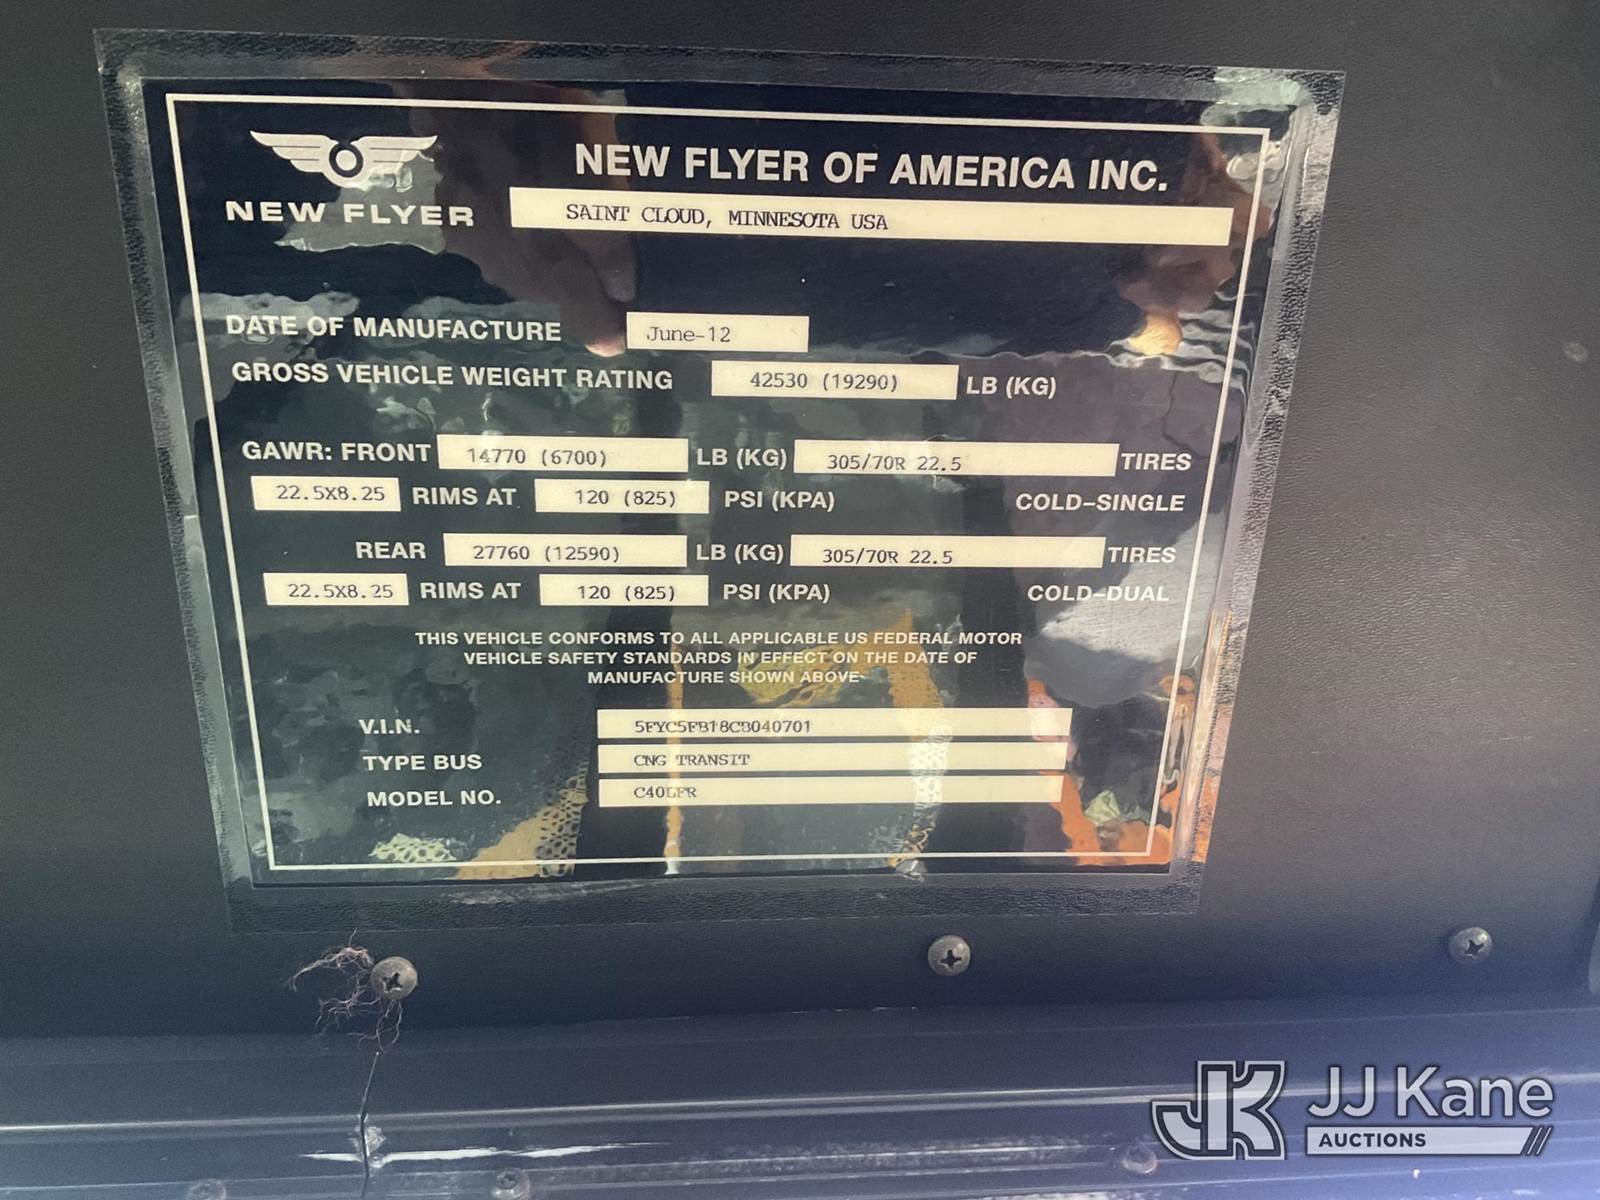 NEW FLYER
NEW FLYER OF AMERICA INC.
SAINT CLOUD, MINNESOTA USA
DATE OF MANUFACTURE June-12
GROSS VEHICLE WEIGHT RATING 42530 (19290) LB (KG)
GAWR: FRONT 14770 (6700) LB (KG) 305/70R 22.5 TIRES
22.5X8.25 RIMS AT 120 (825) PSI (KPA) COLD-SINGLE
REAR 27760 (12590) LB (KG) 305/70R 22.5 TIRES
22.5X8.25 RIMS AT 120 (825) PSI (KPA) COLD-DUAL
THIS VEHICLE CONFORMS TO ALL APPLICABLE US FEDERAL MOTOR
VEHICLE SAFETY STANDARDS IN EFFECT ON THE DATE OF
MANUFACTURE SHOWN ABOVE
V.I.N. 5FYC5FB18CB040701
TYPE BUS CNG TRANSIT
MODEL NO. C40LFR
JK JJ Kane
AUCTIONS